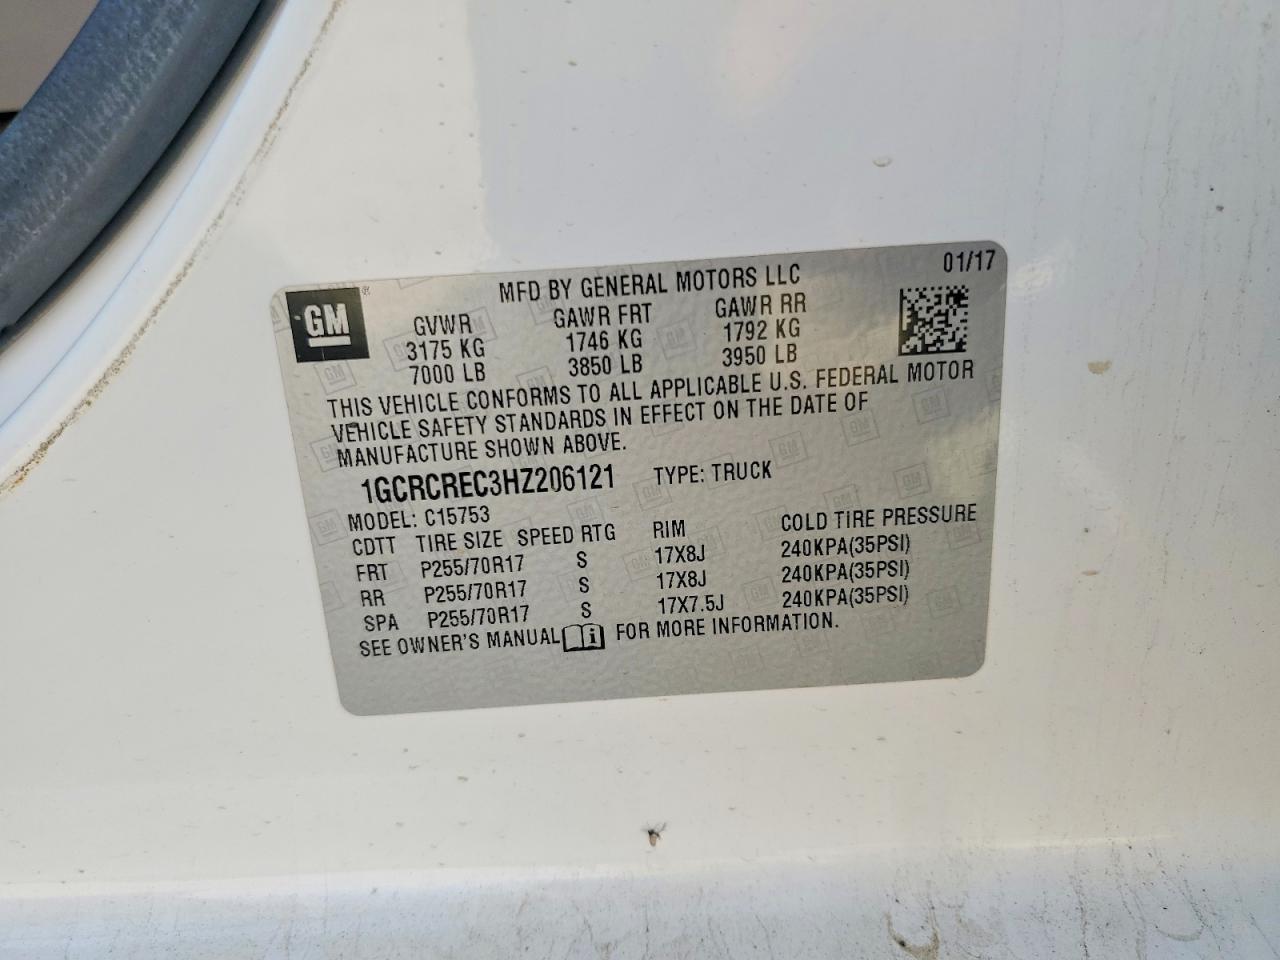 01/17
MFD BY GENERAL MOTORS LLC
GM ®
GVWR GAWR FRT GAWR RR
3175 KG 1746 KG 1792 KG
7000 LB 3850 LB 3950 LB
THIS VEHICLE CONFORMS TO ALL APPLICABLE U.S. FEDERAL MOTOR
VEHICLE SAFETY STANDARDS IN EFFECT ON THE DATE OF
MANUFACTURE SHOWN ABOVE.
1GCRCREC3HZ206121 TYPE: TRUCK
MODEL: C15753
CDTT TIRE SIZE SPEED RTG RIM COLD TIRE PRESSURE
FRT P255/70R17 S 17X8J 240KPA(35PSI)
RR P255/70R17 S 17X8J 240KPA(35PSI)
SPA P255/70R17 S 17X7.5J 240KPA(35PSI)
SEE OWNER'S MANUAL FOR MORE INFORMATION.